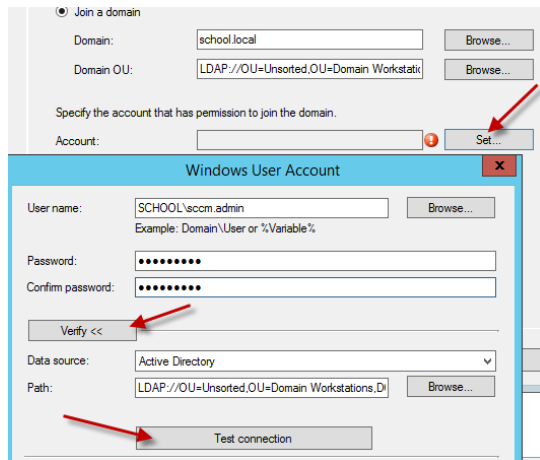 Join a domain
Domain: school.local Browse...
Domain OU: LDAP://OU=Unsorted,OU=Domain Workstatic Browse...
Specify the account that has permission to join the domain.
Account: Set...
Windows User Account x
User name: SCHOOL\sccm.admin Browse...
Example: Domain\User or %Variable%
Password: •••••••••
Confirm password: •••••••••
Verify <<
Data source: Active Directory
Path: LDAP://OU=Unsorted,OU=Domain Workstations,D Browse...
Test connection